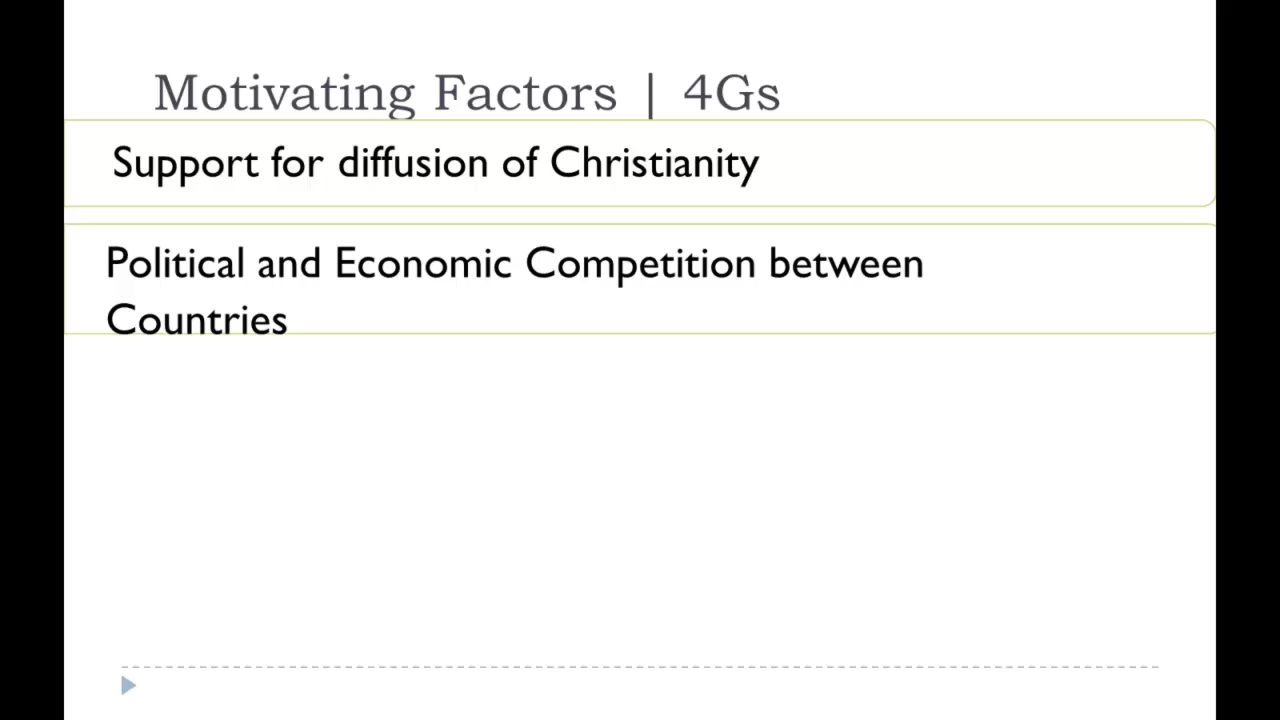 Motivating Factors | 4Gs
Support for diffusion of Christianity
Political and Economic Competition between
Countries